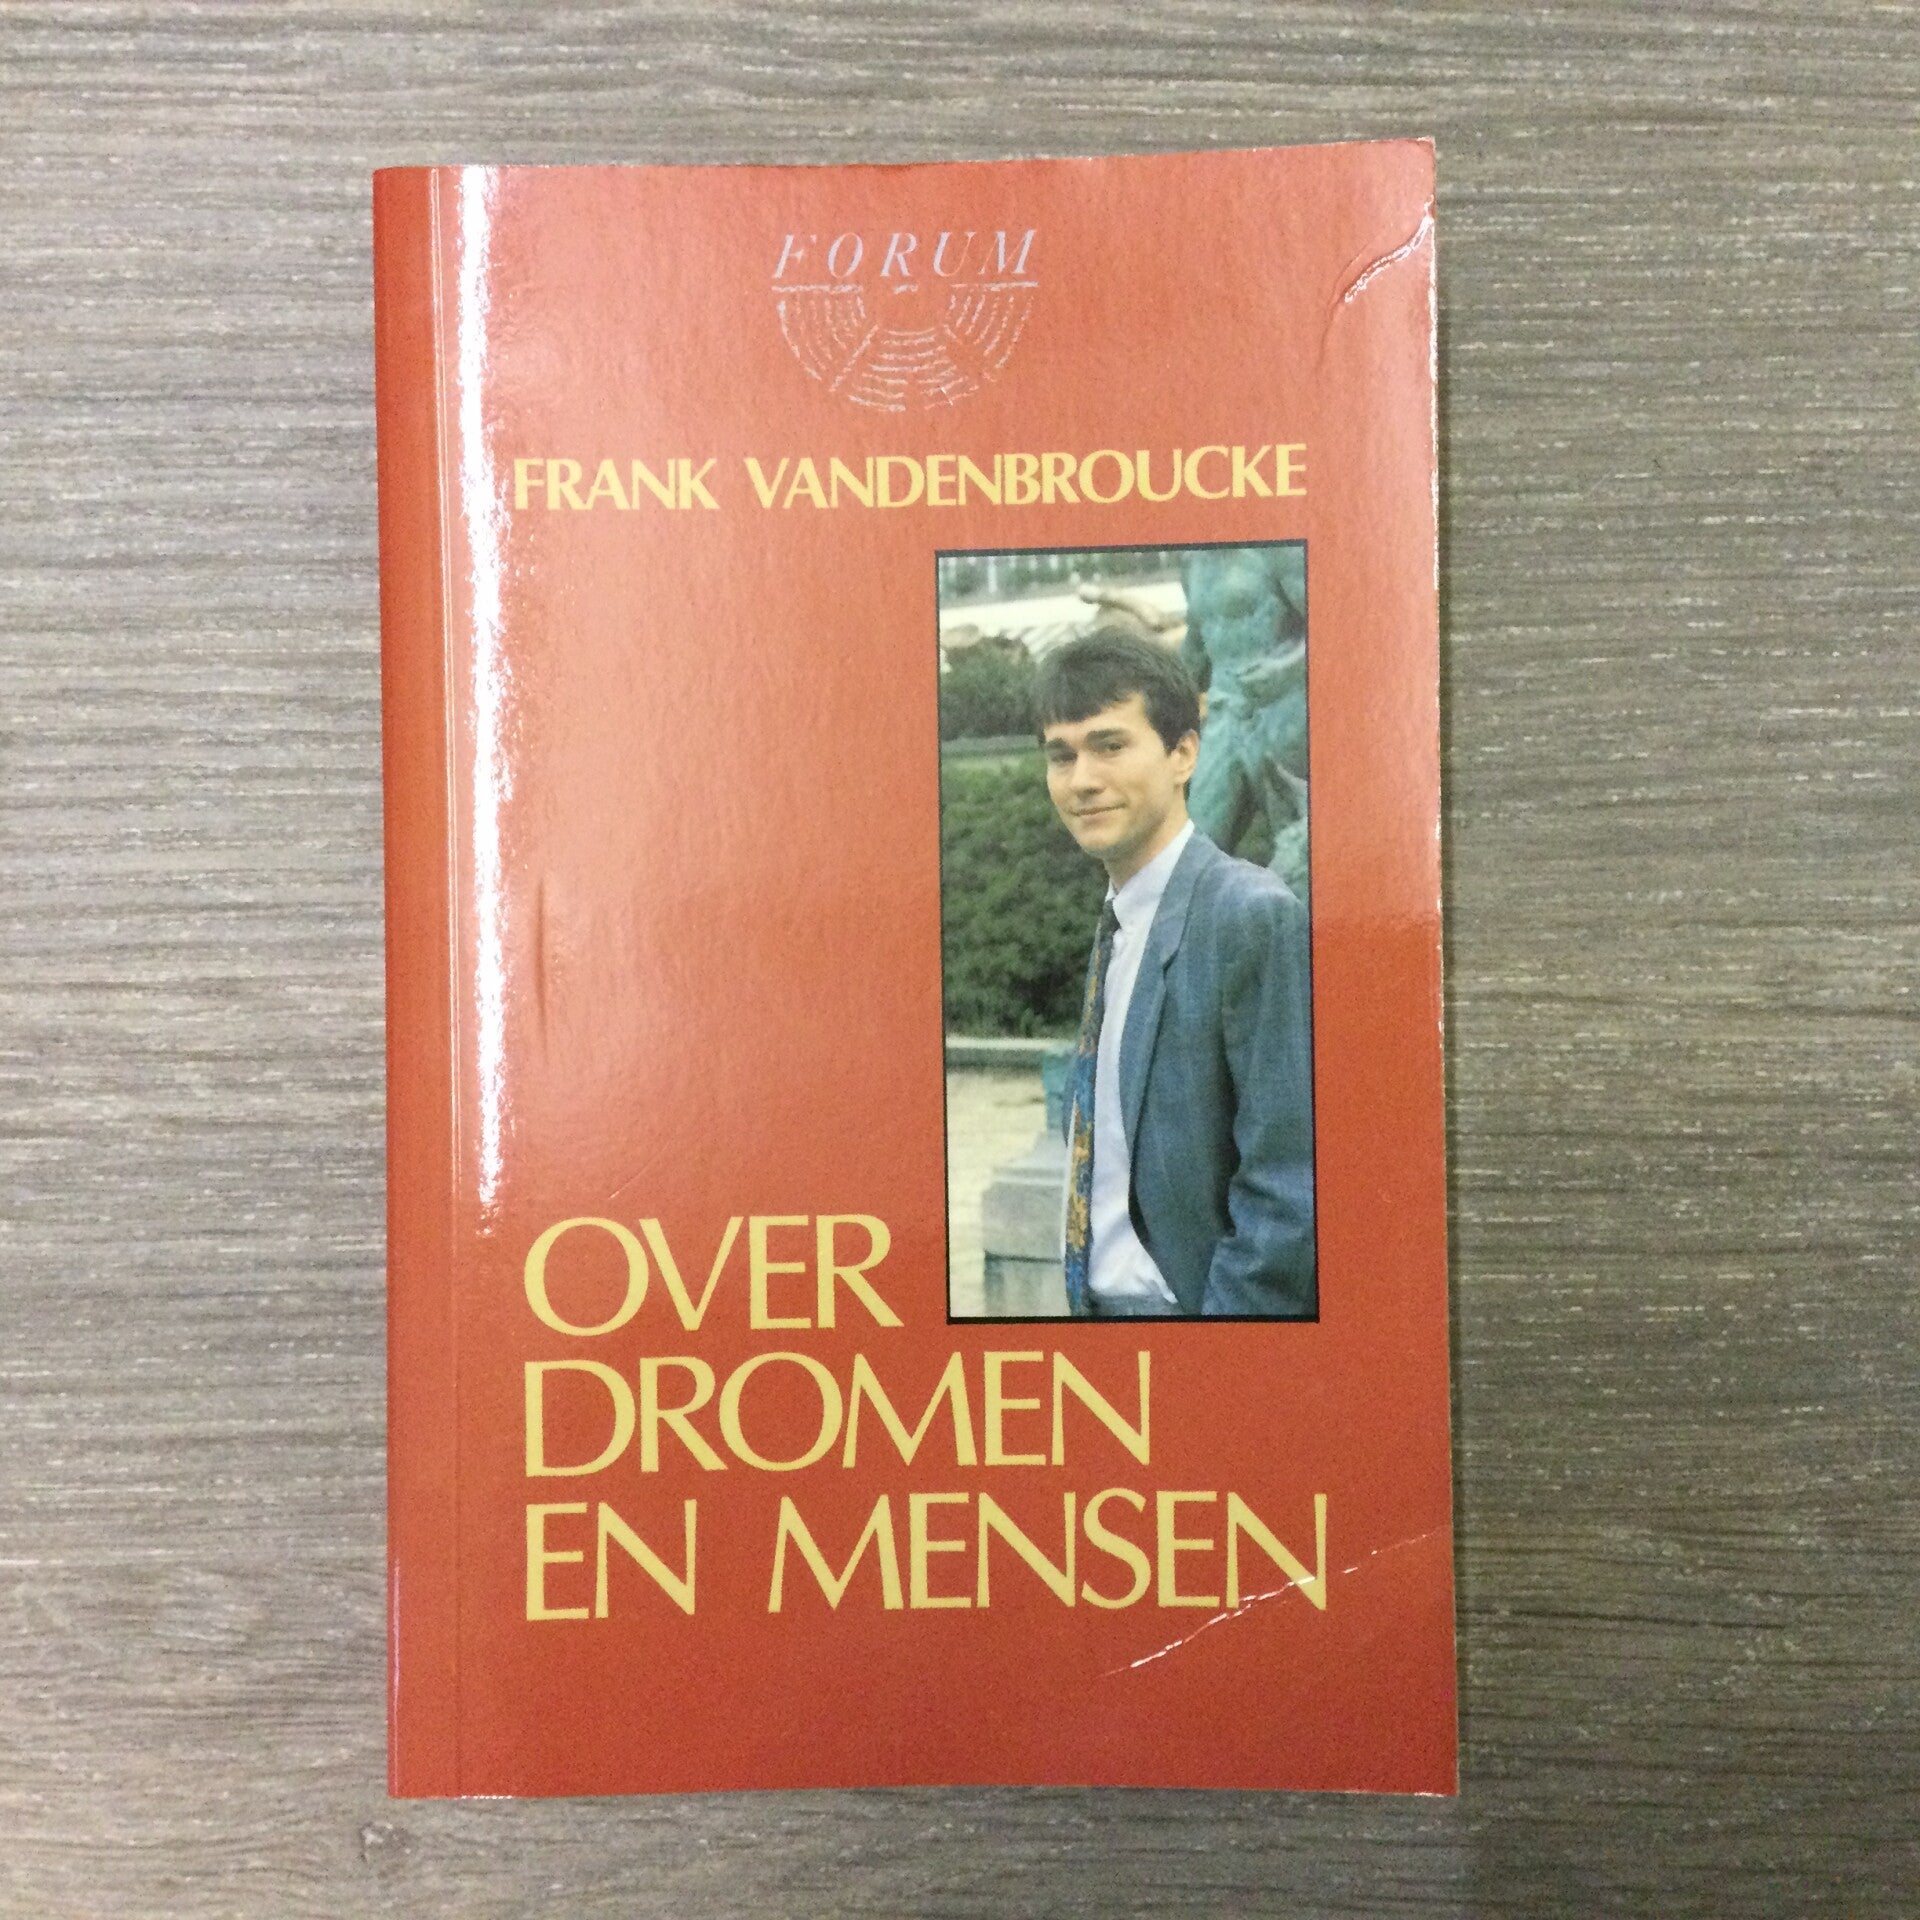 FORUM
FRANK VANDENBROUCKE
OVER
DROMEN
EN MENSEN